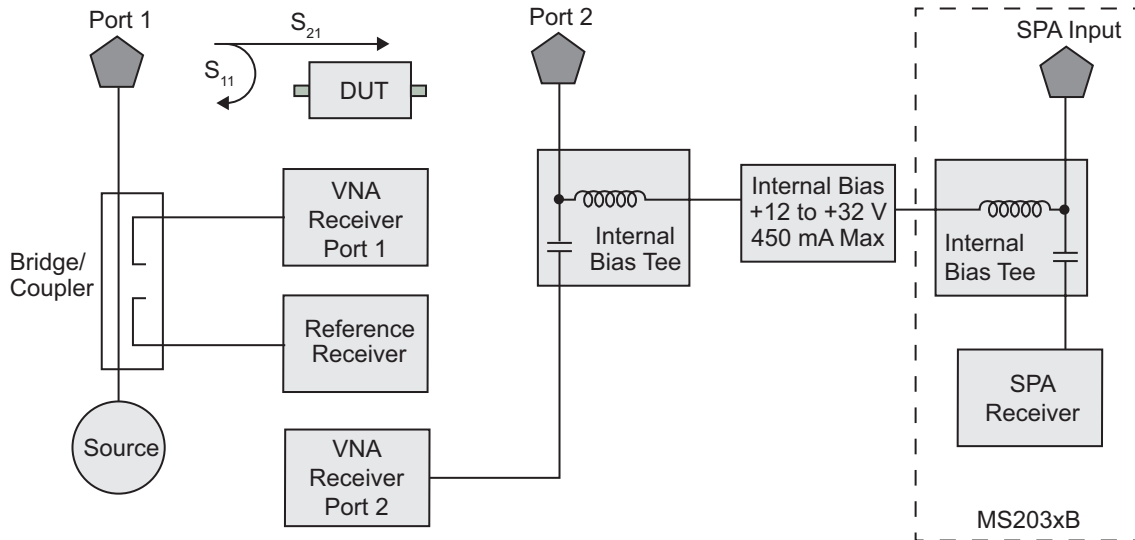 Port 1
S21
S11
DUT
Port 2
SPA Input
VNA
Receiver
Port 1
Bridge/
Coupler
Reference
Receiver
Source
VNA
Receiver
Port 2
Internal
Bias Tee
Internal Bias
+12 to +32 V
450 mA Max
Internal
Bias Tee
SPA
Receiver
MS203xB